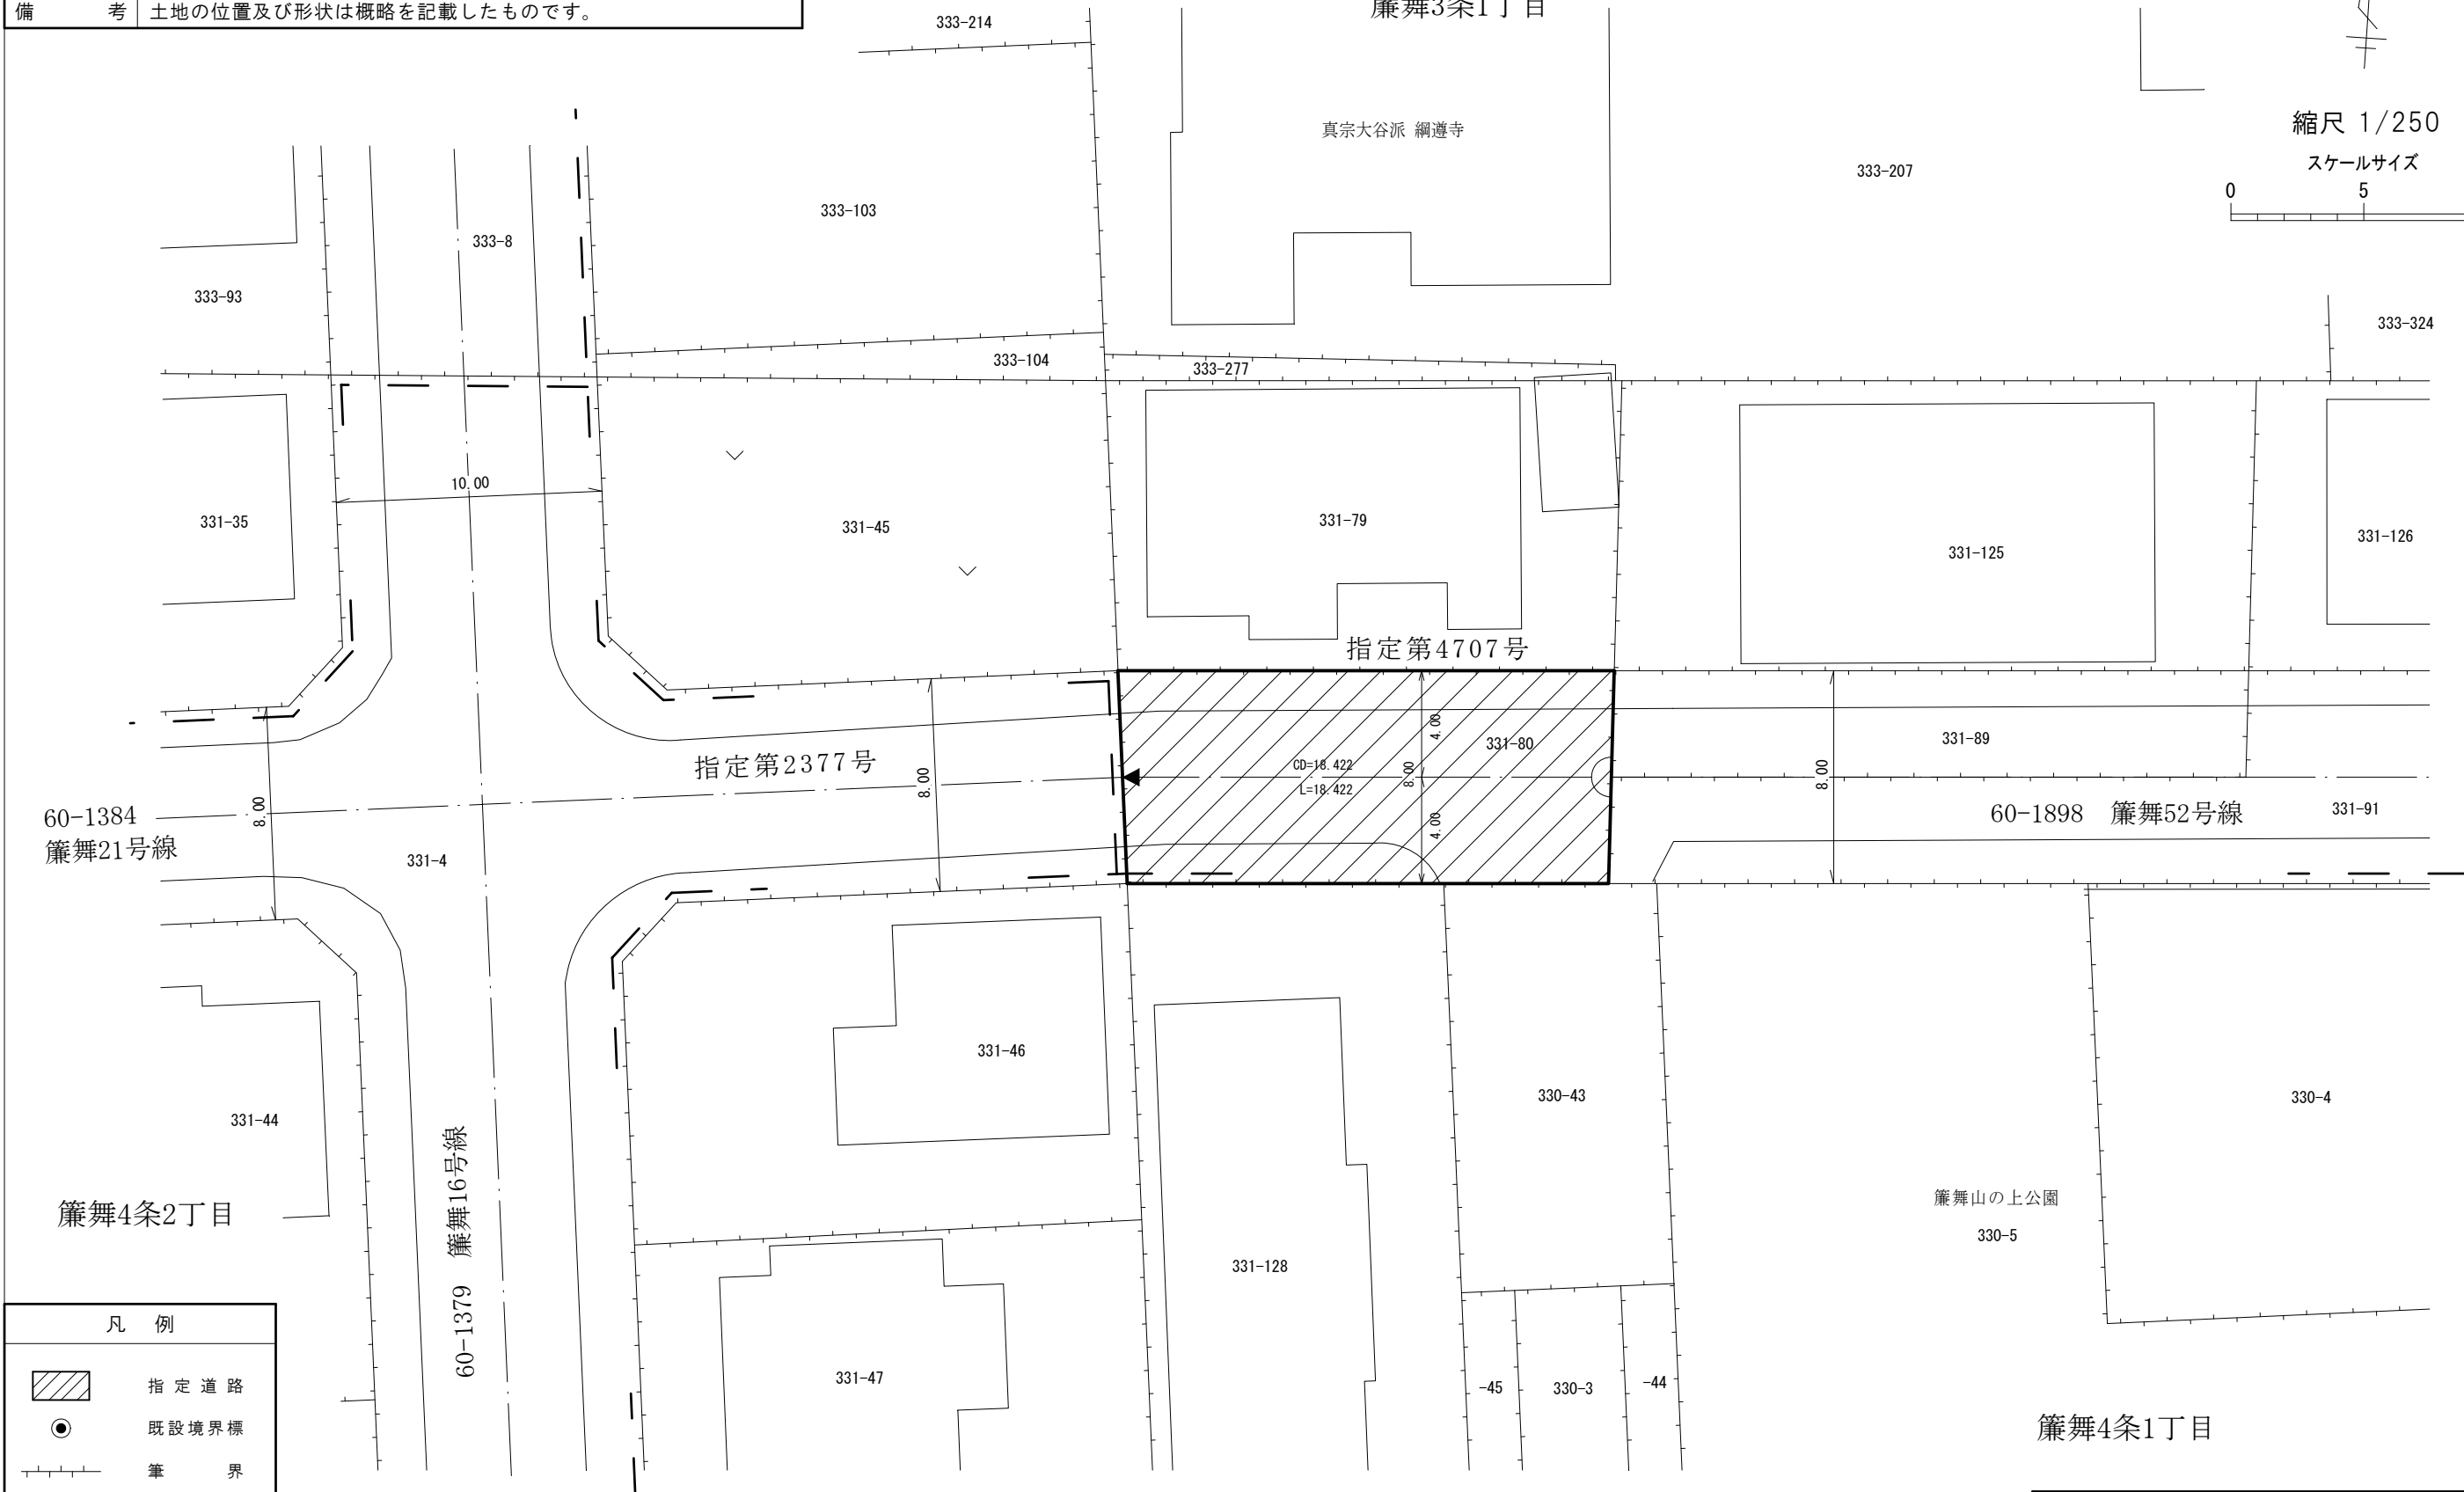 備 考 土地の位置及び形状は概略を記載したものです。
333-214
簾舞3条1丁目
真宗大谷派 綱遵寺
縮尺 1/250
スケールサイズ
0 5
333-207
333-103
333-8
333-93
333-324
333-104
333-277
10.00
331-35
331-45
331-79
331-125
331-126
指定第4707号
4.00
331-80
331-89
指定第2377号
CD=18.422
L=18.422
8.00
8.00
8.00
8.00
4.00
60-1384
簾舞21号線
331-4
60-1898 簾舞52号線
331-91
331-46
330-43
330-4
331-44
簾舞山の上公園
330-5
簾舞4条2丁目
60-1379 簾舞16号線
331-128
331-47
-45
330-3
-44
簾舞4条1丁目
凡 例
指定道路
既設境界標
筆 界